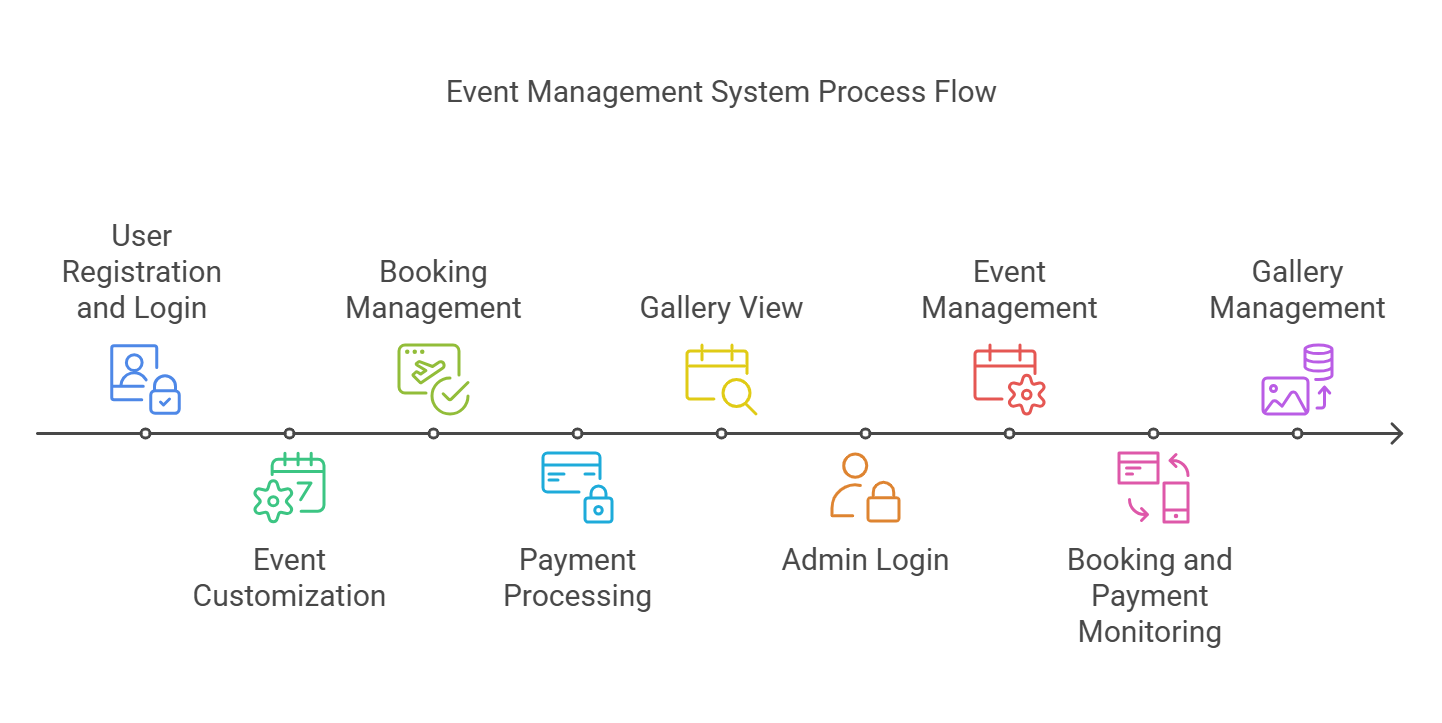 Event Management System Process Flow
User
Registration
and Login
Booking
Management
Gallery View
Event
Management
Gallery
Management
7
Event
Customization
Payment
Processing
Admin Login
Booking and
Payment
Monitoring